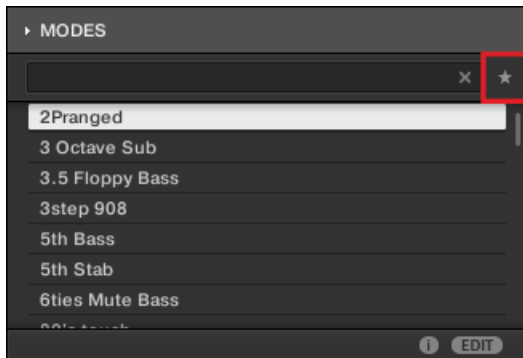 MODES
2Pranged
3 Octave Sub
3.5 Floppy Bass
3step 908
5th Bass
5th Stab
6ties Mute Bass
EDIT